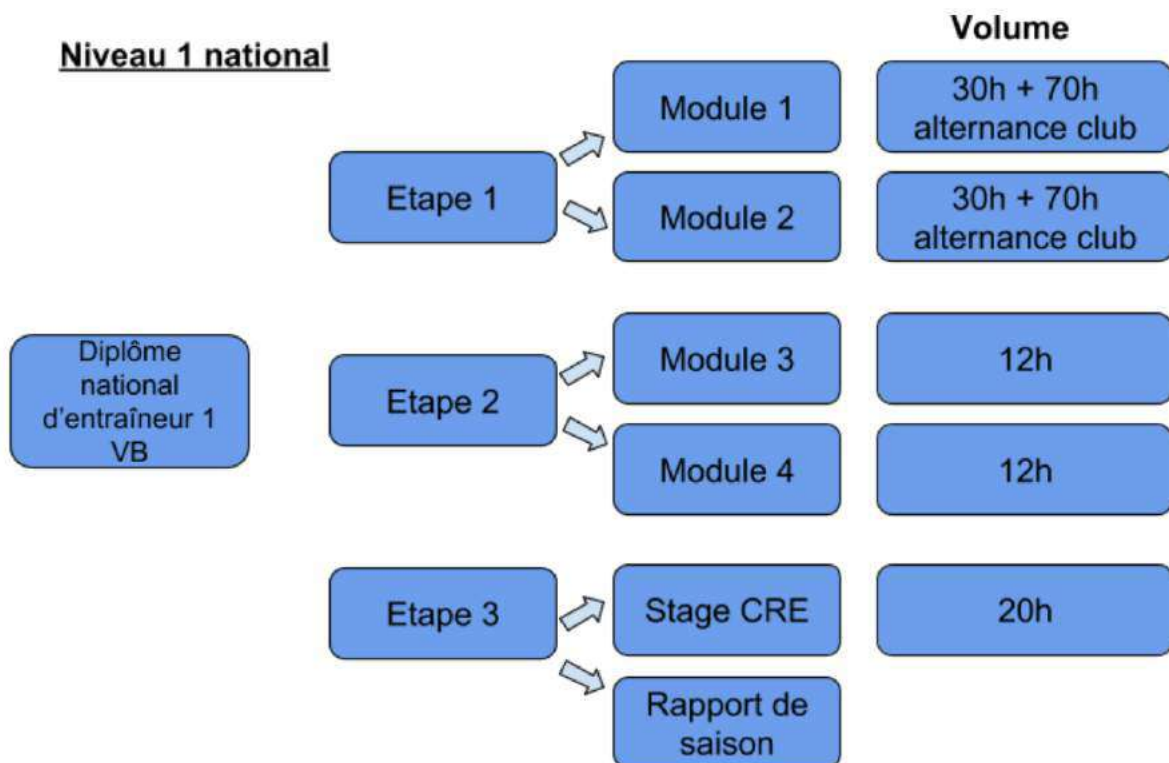 Niveau 1 national
Volume
Module 1
30h + 70h
alternance club
Etape 1
Module 2
30h + 70h
alternance club
Diplôme
national
d'entraîneur 1
VB
Etape 2
Module 3
12h
Module 4
12h
Etape 3
Stage CRE
20h
Rapport de
saison